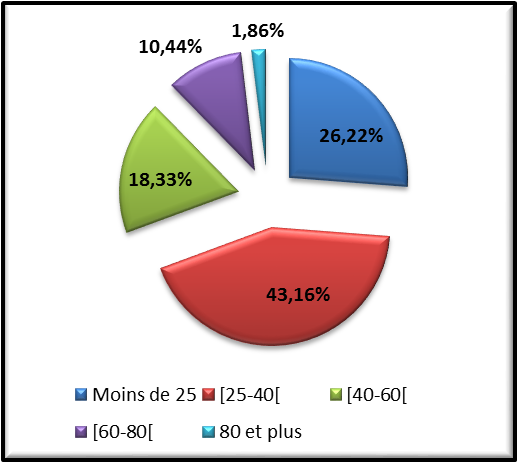 1,86%
10,44%
26,22%
18,33%
43,16%
Moins de 25 [25-40[ [40-60[
[60-80[ 80 et plus